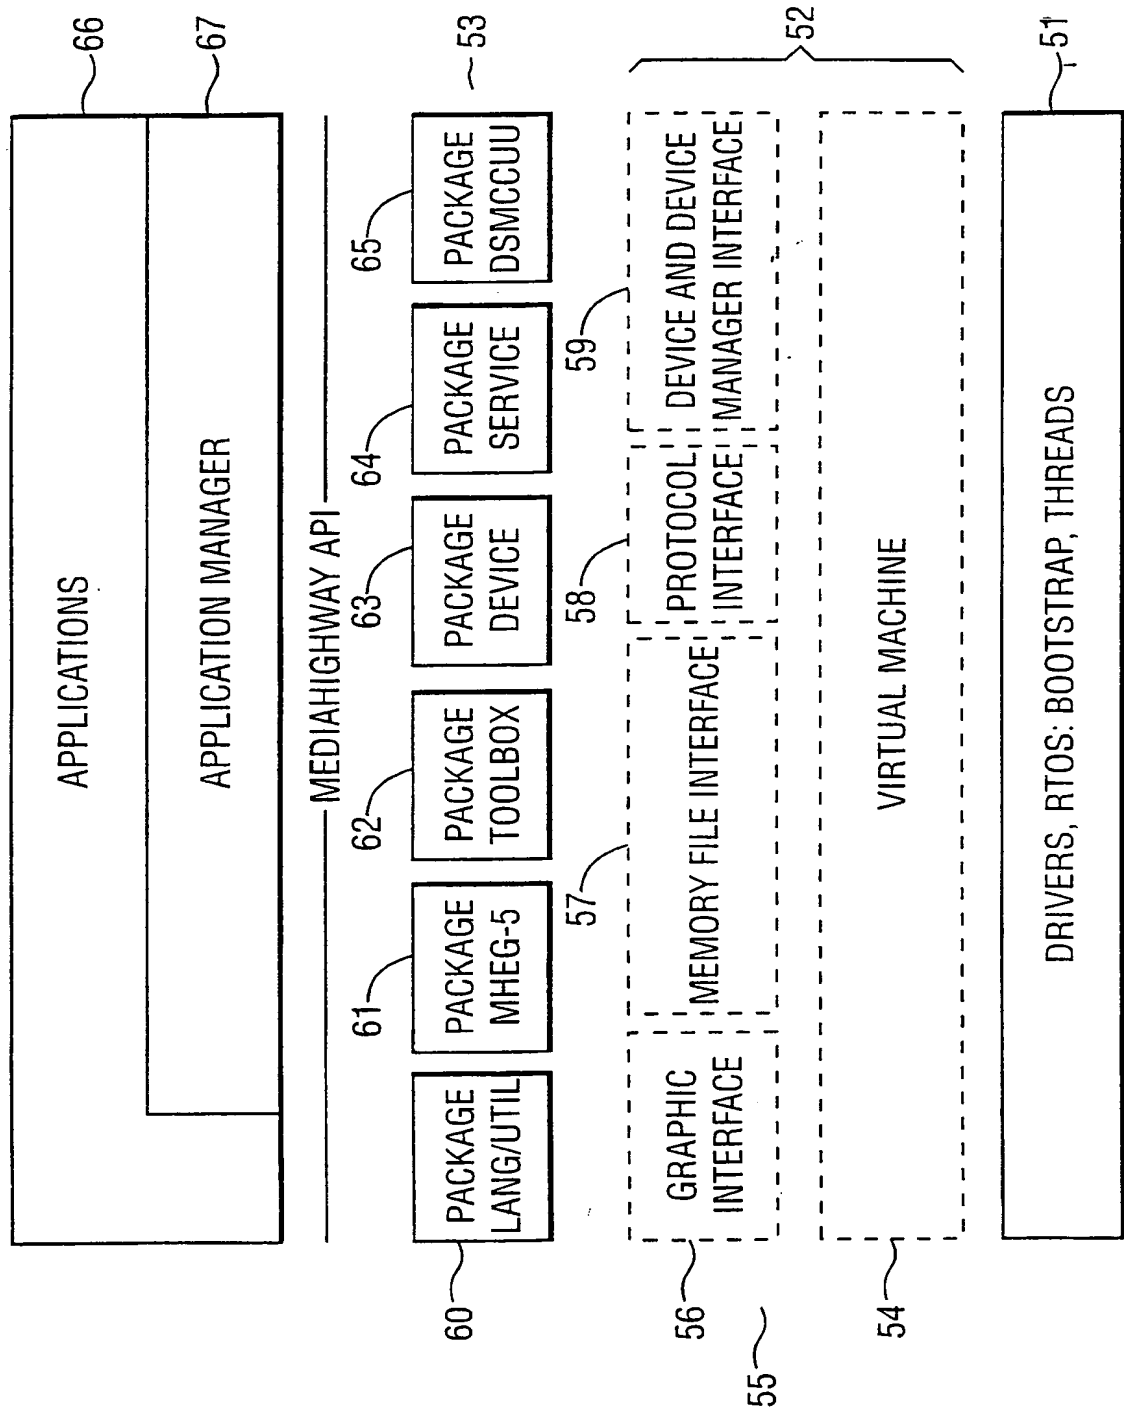 66
APPLICATIONS
67
APPLICATION MANAGER
MEDIAHIGHWAY API
53
60
PACKAGE
LANG/UTIL
61
PACKAGE
MHEG-5
62
PACKAGE
TOOLBOX
63
PACKAGE
DEVICE
64
PACKAGE
SERVICE
65
PACKAGE
DSMCCUU
52
56
GRAPHIC
INTERFACE
57
MEMORY FILE INTERFACE
58
PROTOCOL
INTERFACE
59
DEVICE AND DEVICE
MANAGER INTERFACE
55
54
VIRTUAL MACHINE
51
DRIVERS, RTOS: BOOTSTRAP, THREADS